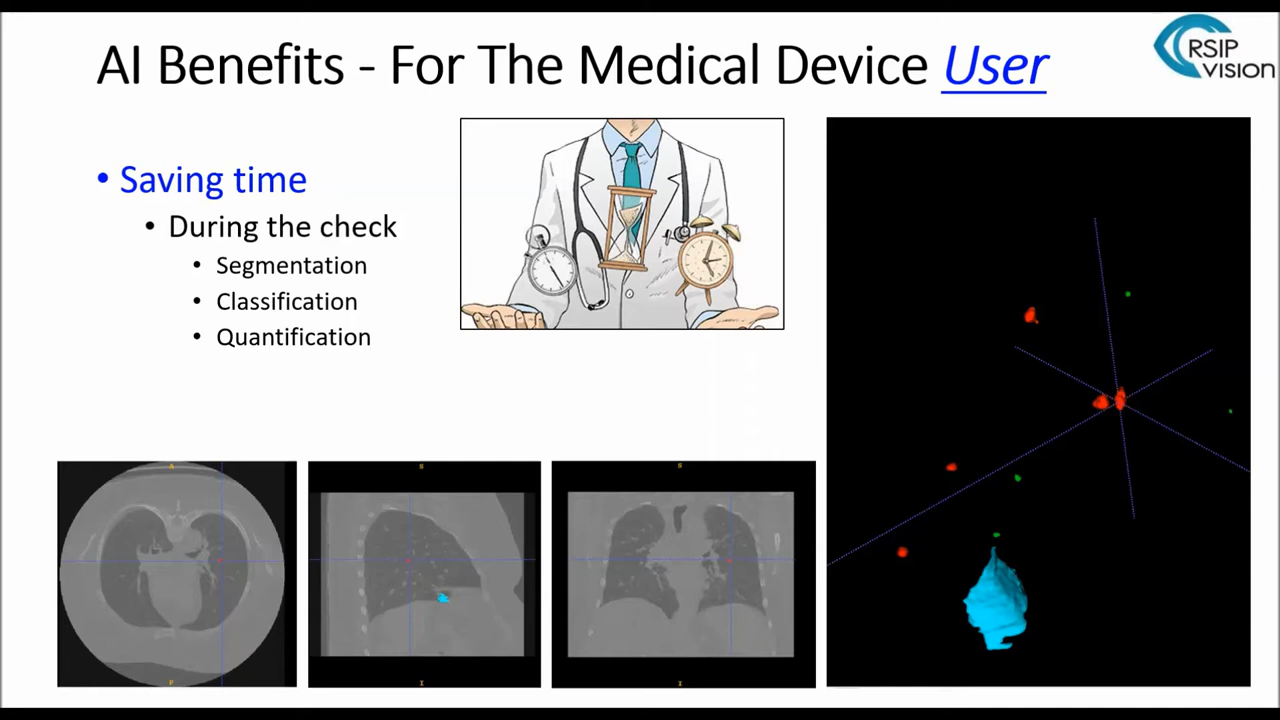 AI Benefits - For The Medical Device User
RSIP
VISION
• Saving time
• During the check
• Segmentation
• Classification
• Quantification
A
S
S
P
I
I